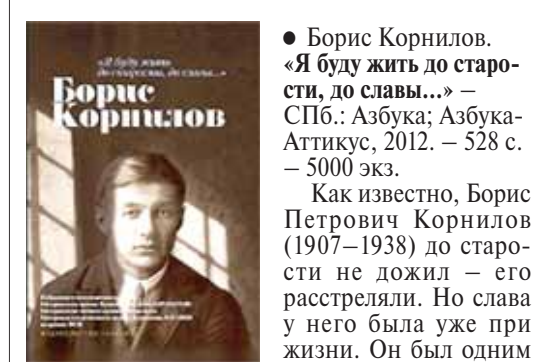 «Я буду жить
до старости, до славы...»
Борис
Корнилов
● Борис Корнилов.
«Я буду жить до старо-
сти, до славы...» –
СПб.: Азбука; Азбука-
Аттикус, 2012. – 528 с.
– 5000 экз.
Как известно, Борис
Петрович Корнилов
(1907–1938) до старо-
сти не дожил – его
расстреляли. Но слава
у него была уже при
жизни. Он был одним